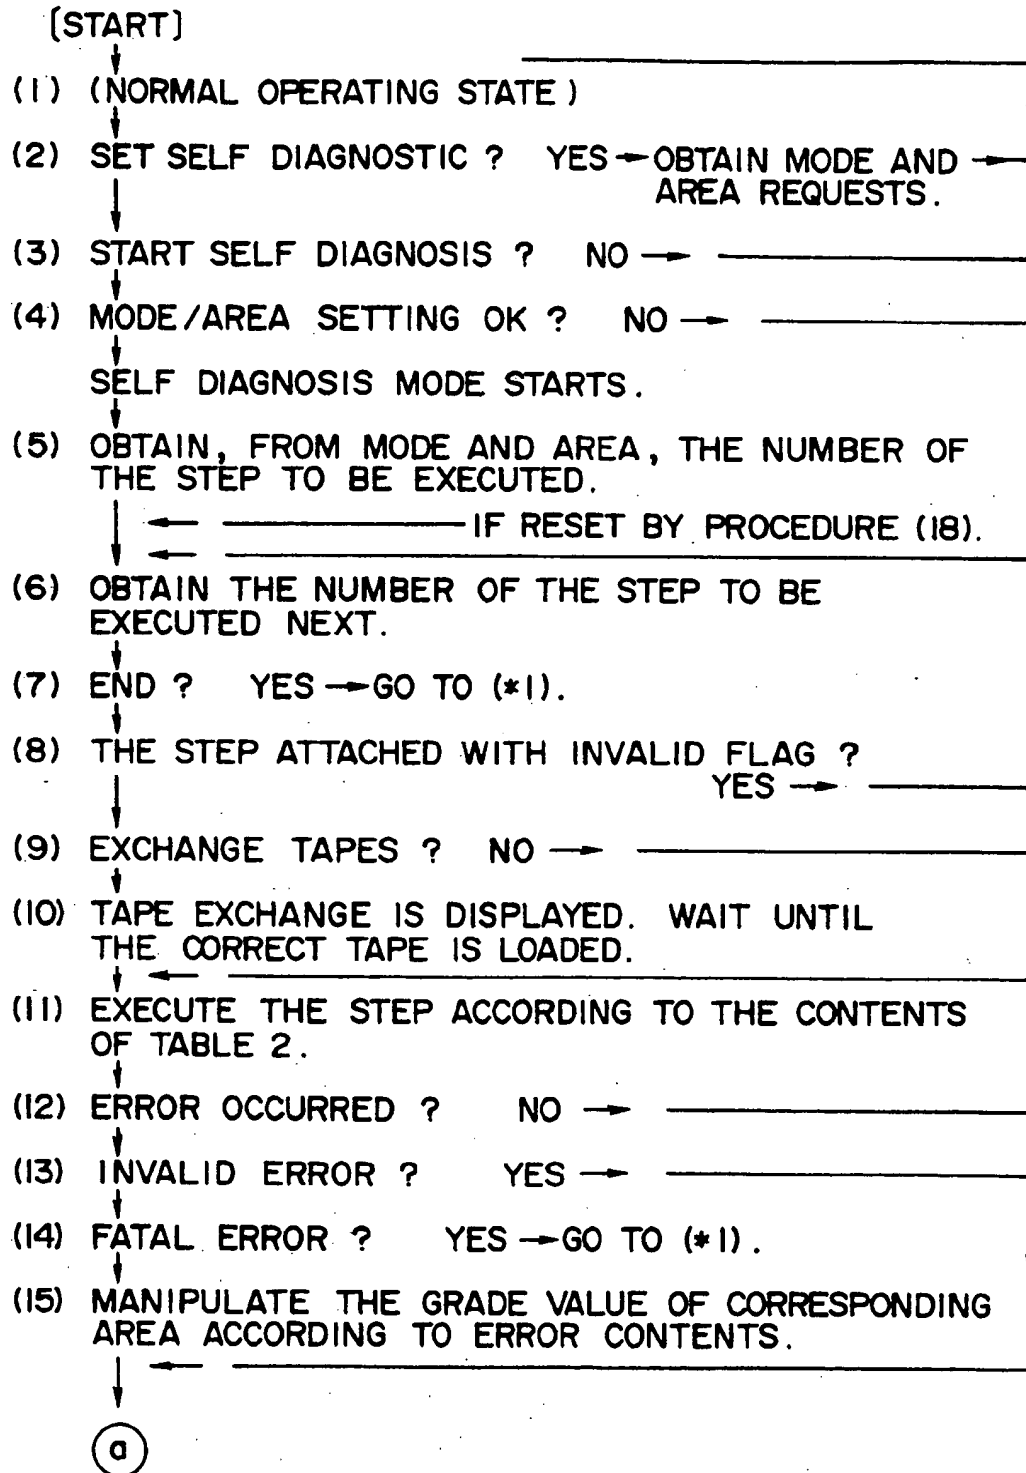 [START]
(1) (NORMAL OPERATING STATE)
(2) SET SELF DIAGNOSTIC ? YES → OBTAIN MODE AND →
AREA REQUESTS.
(3) START SELF DIAGNOSIS ? NO →
(4) MODE/AREA SETTING OK ? NO →
SELF DIAGNOSIS MODE STARTS.
(5) OBTAIN, FROM MODE AND AREA, THE NUMBER OF
THE STEP TO BE EXECUTED.
IF RESET BY PROCEDURE (18).
(6) OBTAIN THE NUMBER OF THE STEP TO BE
EXECUTED NEXT.
(7) END ? YES → GO TO (*1).
(8) THE STEP ATTACHED WITH INVALID FLAG ?
YES →
(9) EXCHANGE TAPES ? NO →
(10) TAPE EXCHANGE IS DISPLAYED. WAIT UNTIL
THE CORRECT TAPE IS LOADED.
(11) EXECUTE THE STEP ACCORDING TO THE CONTENTS
OF TABLE 2.
(12) ERROR OCCURRED ? NO →
(13) INVALID ERROR ? YES →
(14) FATAL ERROR ? YES → GO TO (*1).
(15) MANIPULATE THE GRADE VALUE OF CORRESPONDING
AREA ACCORDING TO ERROR CONTENTS.
a